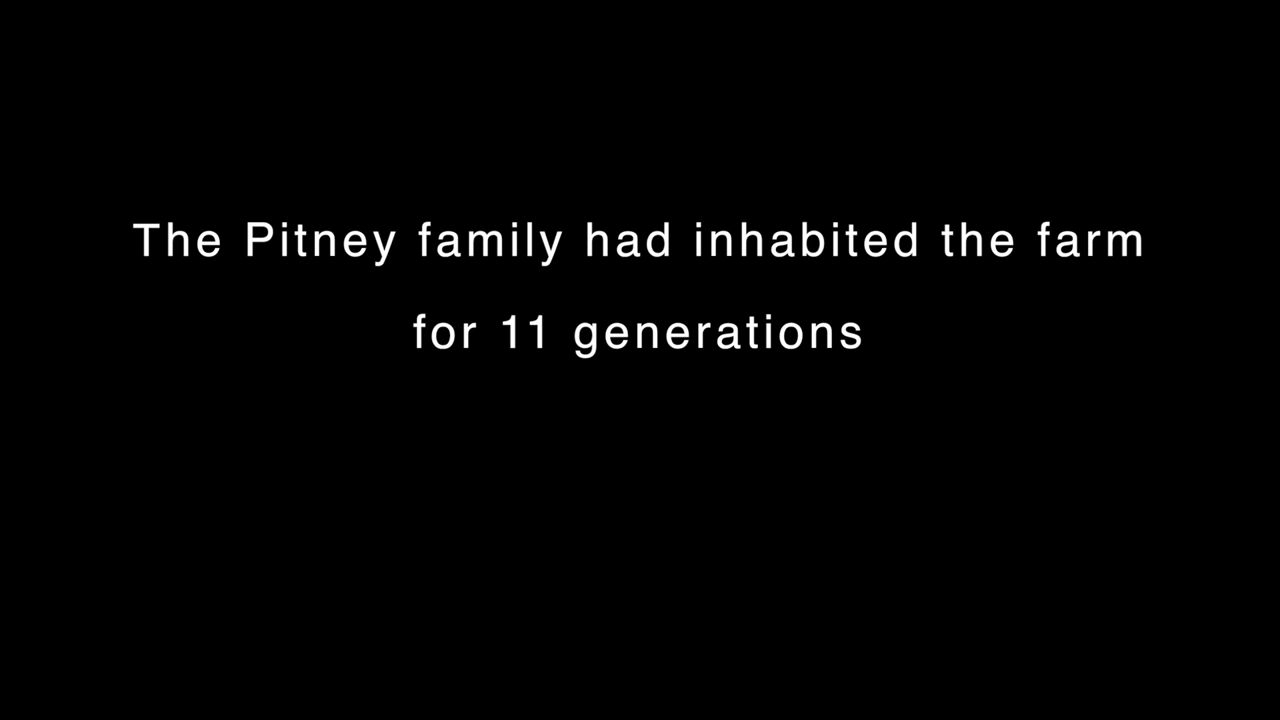 The Pitney family had inhabited the farm
for 11 generations